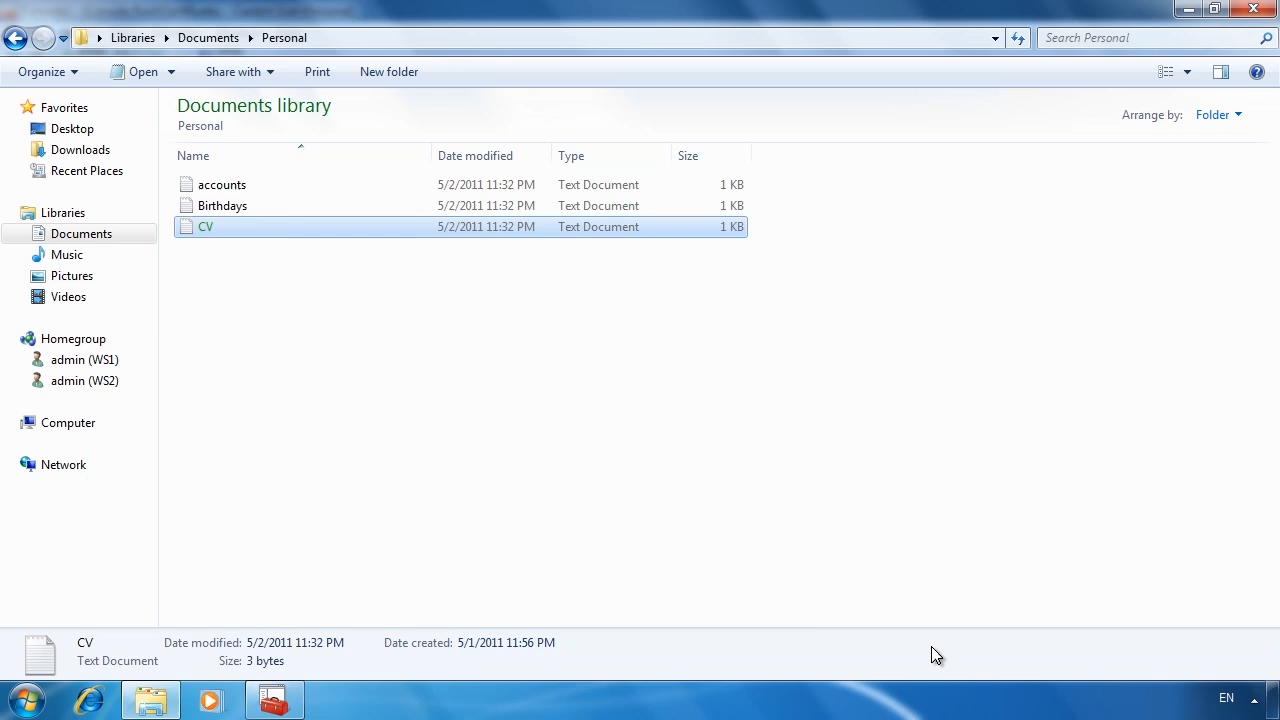 Libraries Documents Personal Search Personal
Organize Open Share with Print New folder
Favorites
Desktop
Downloads
Recent Places
Libraries
Documents
Music
Pictures
Videos
Homegroup
admin (WS1)
admin (WS2)
Computer
Network
Documents library
Personal
Arrange by: Folder
Name Date modified Type Size
accounts 5/2/2011 11:32 PM Text Document 1 KB
Birthdays 5/2/2011 11:32 PM Text Document 1 KB
CV 5/2/2011 11:32 PM Text Document 1 KB
CV Date modified: 5/2/2011 11:32 PM Date created: 5/1/2011 11:56 PM
Text Document Size: 3 bytes
EN